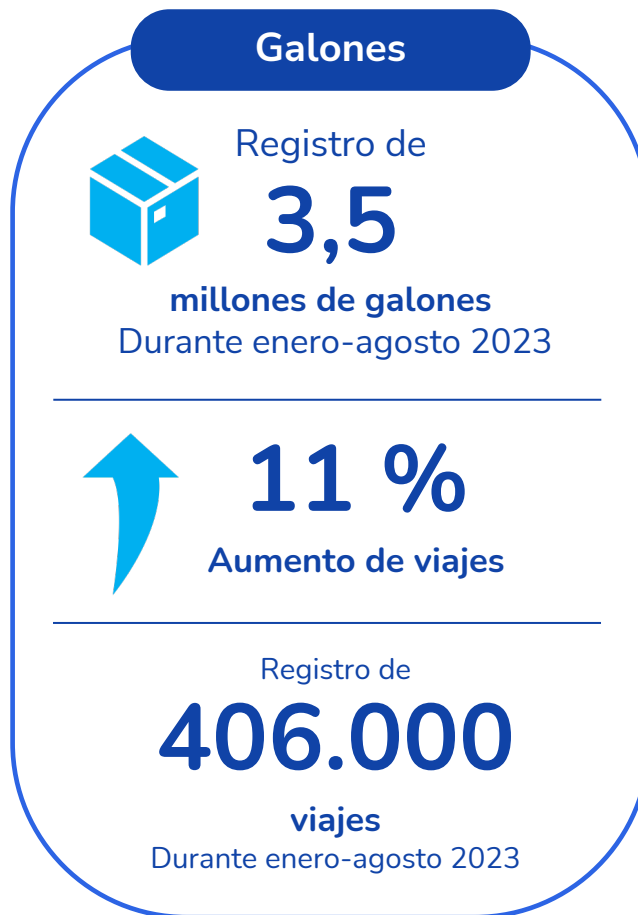 Galones
Registro de
3,5
millones de galones
Durante enero-agosto 2023
11 %
Aumento de viajes
Registro de
406.000
viajes
Durante enero-agosto 2023